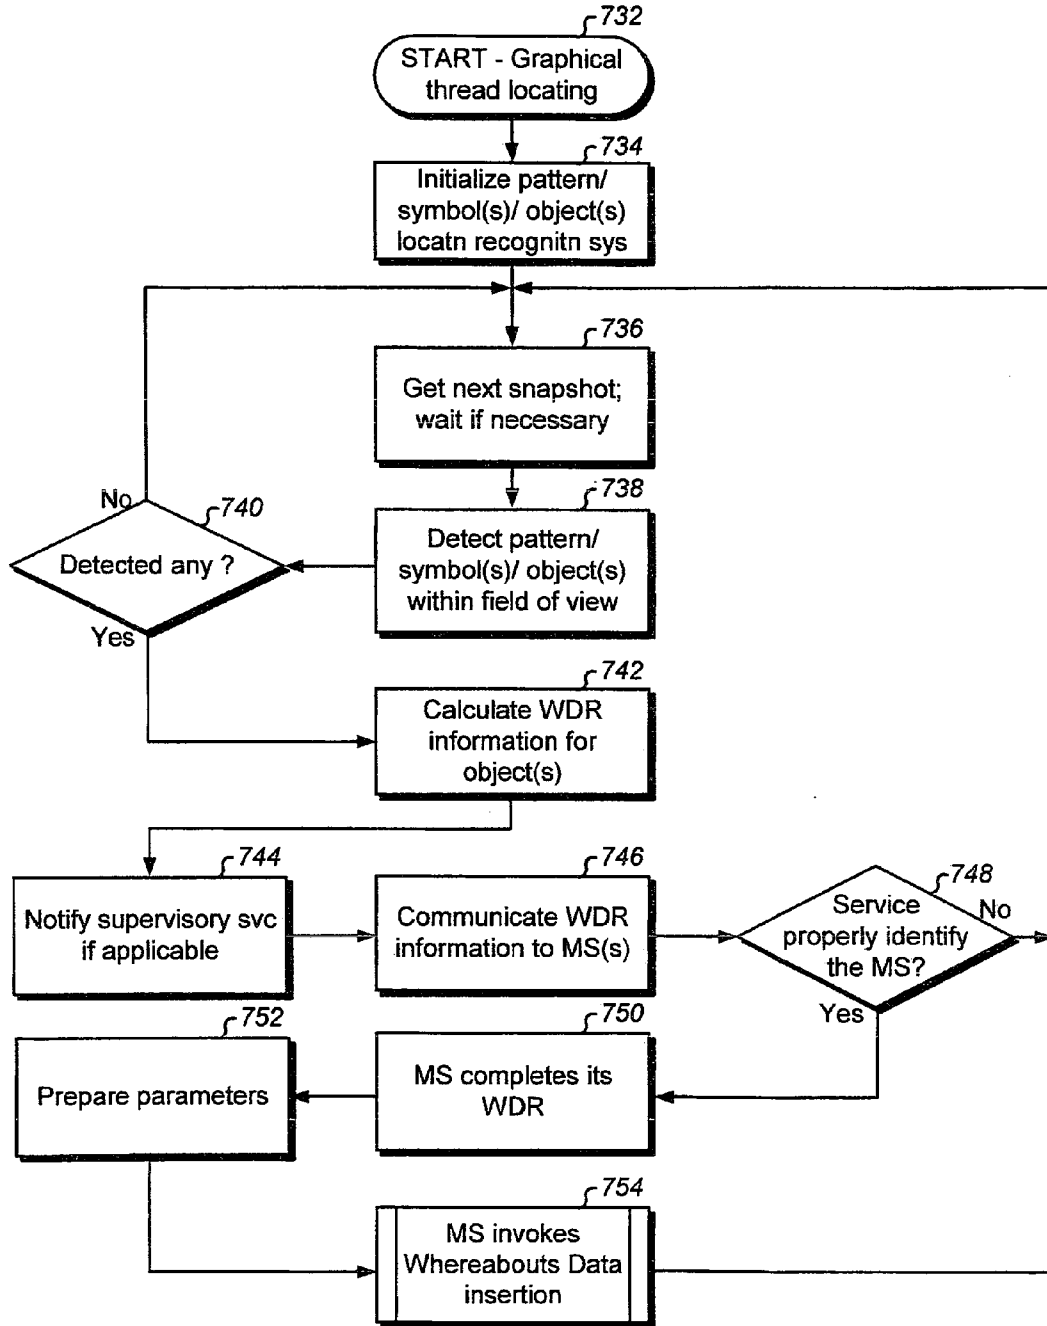 732
START - Graphical
thread locating
734
Initialize pattern/
symbol(s)/ object(s)
locatn recognitn sys
736
Get next snapshot;
wait if necessary
738
Detect pattern/
symbol(s)/ object(s)
within field of view
No
740
Detected any ?
Yes
742
Calculate WDR
information for
object(s)
744
Notify supervisory svc
if applicable
746
Communicate WDR
information to MS(s)
748
Service
properly identify
the MS?
No
Yes
750
MS completes its
WDR
752
Prepare parameters
754
MS invokes
Whereabouts Data
insertion